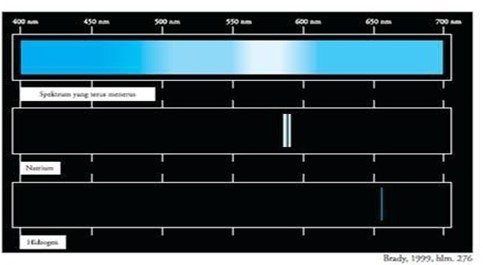 400 nm 450 nm 500 nm 550 nm 600 nm 650 nm 700 nm
Spektrum yang terus menerus
Natrium
Hidrogen
Brady, 1999, hlm. 276